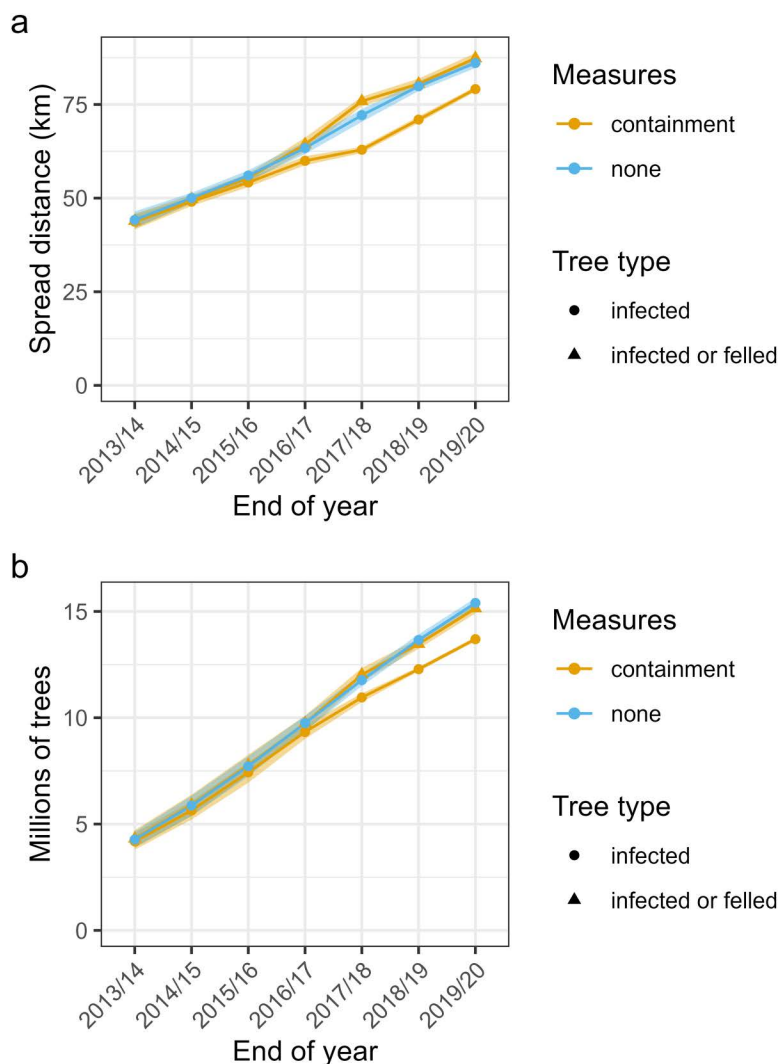 a
Spread distance (km)
75
50
25
0
2013/14
2014/15
2015/16
2016/17
2017/18
2018/19
2019/20
End of year
Measures
containment
none
Tree type
infected
infected or felled
b
Millions of trees
15
10
5
0
2013/14
2014/15
2015/16
2016/17
2017/18
2018/19
2019/20
End of year
Measures
containment
none
Tree type
infected
infected or felled